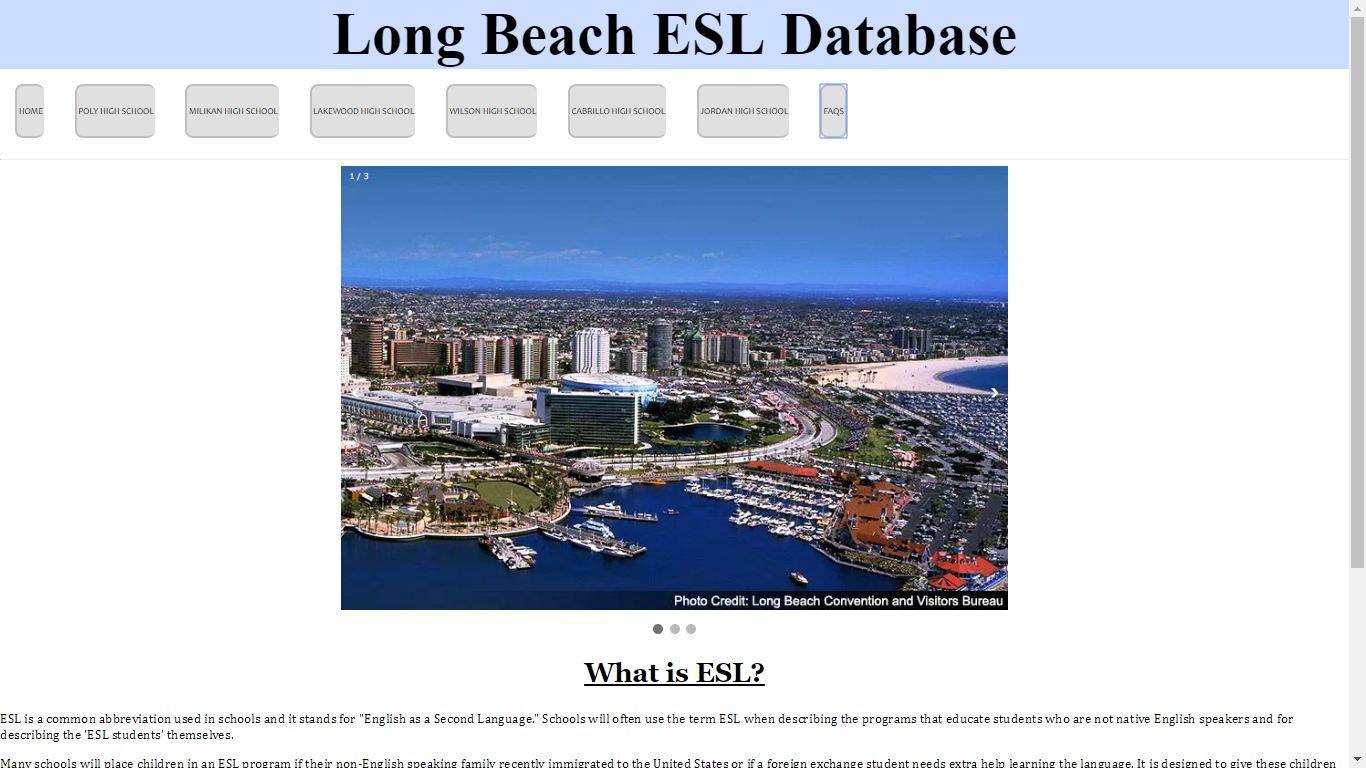 Long Beach ESL Database
HOME
POLY HIGH SCHOOL
MILIKAN HIGH SCHOOL
LAKEWOOD HIGH SCHOOL
WILSON HIGH SCHOOL
CABRILLO HIGH SCHOOL
JORDAN HIGH SCHOOL
FAQS
1 / 3
Photo Credit: Long Beach Convention and Visitors Bureau
What is ESL?
ESL is a common abbreviation used in schools and it stands for "English as a Second Language." Schools will often use the term ESL when describing the programs that educate students who are not native English speakers and for
describing the 'ESL students' themselves.
Many schools will place children in an ESL program if their non-English speaking family recently immigrated to the United States or if a foreign exchange student needs extra help learning the language. It is designed to give these children